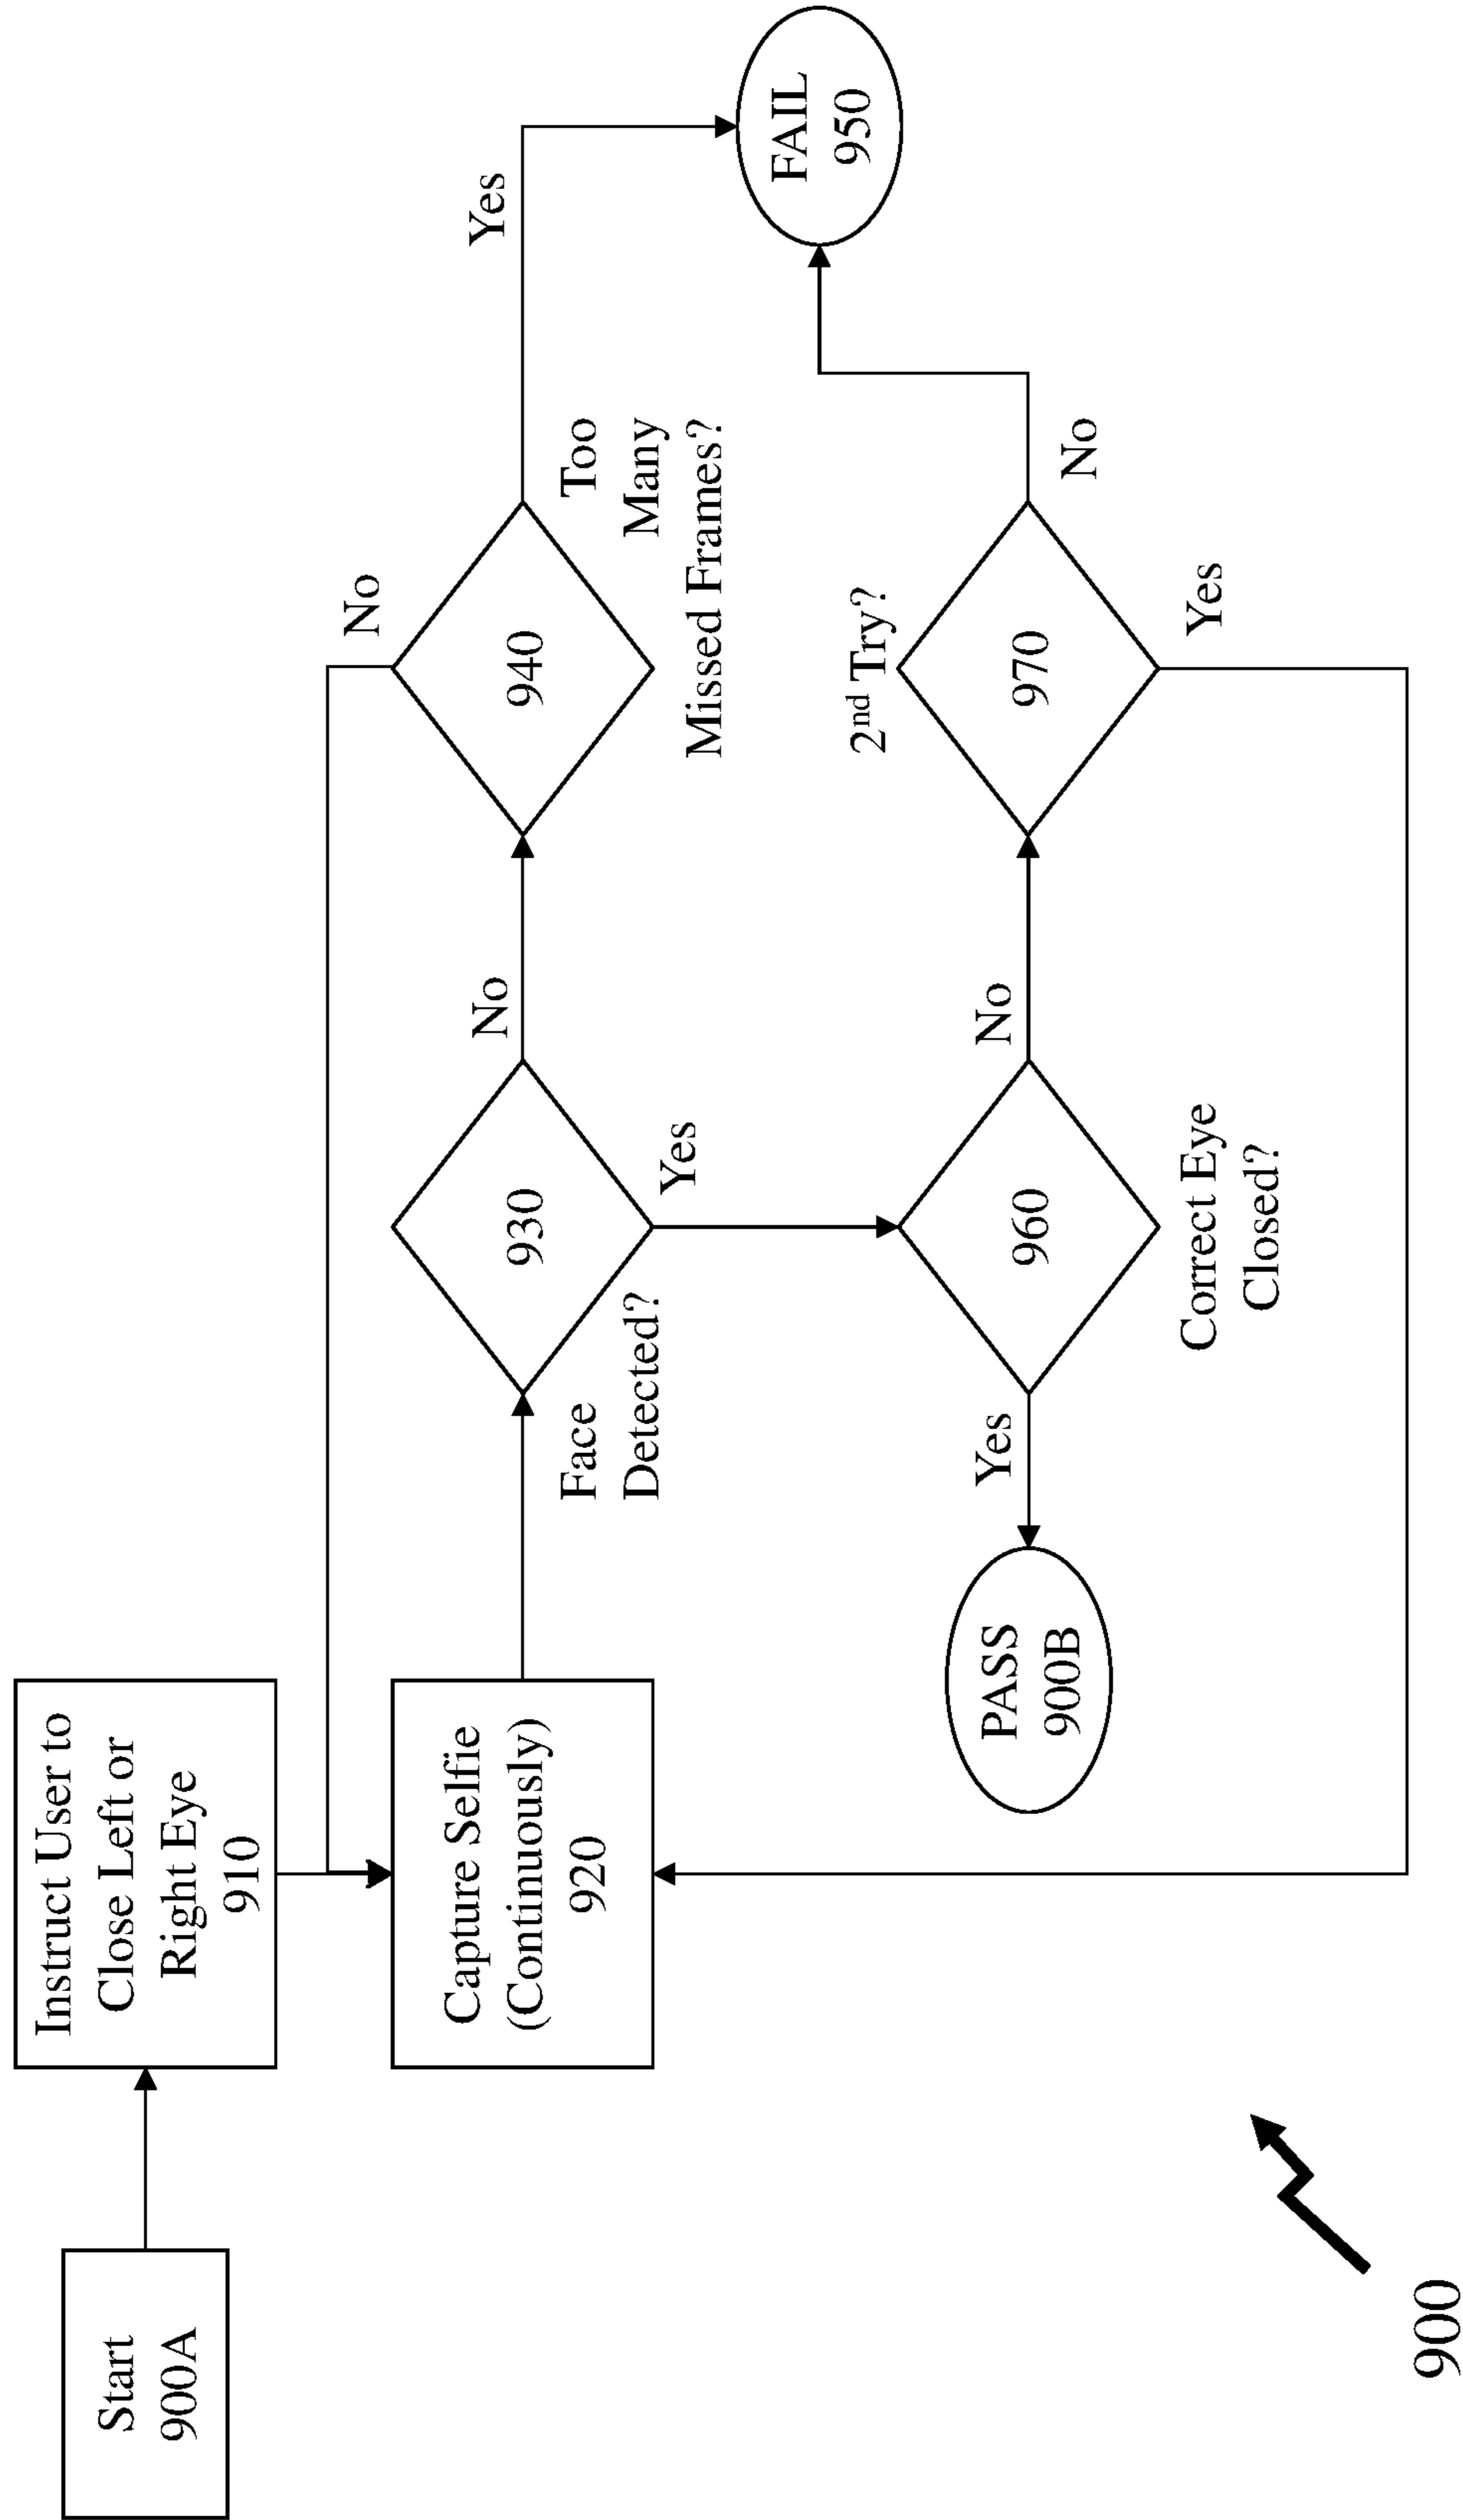 Start
900A
Instruct User to
Close Left or
Right Eye
910
Capture Selfie
(Continuously)
920
Face
Detected?
930
No
Yes
940
No
Too
Many
Missed Frames?
Yes
FAIL
950
PASS
900B
Yes
960
Correct Eye
Closed?
No
2nd Try?
970
No
Yes
900